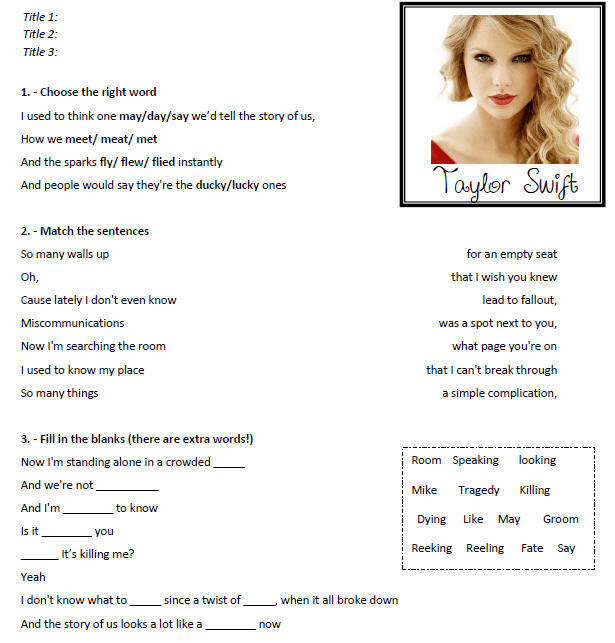 Title 1:
Title 2:
Title 3:
Taylor Swift
1. - Choose the right word
I used to think one may/day/say we'd tell the story of us,
How we meet/ meat/ met
And the sparks fly/ flew/ flied instantly
And people would say they're the ducky/lucky ones
2. - Match the sentences
So many walls up for an empty seat
Oh, that I wish you knew
Cause lately I don't even know lead to fallout,
Miscommunications was a spot next to you,
Now I'm searching the room what page you're on
I used to know my place that I can't break through
So many things a simple complication,
3. - Fill in the blanks (there are extra words!)
Now I'm standing alone in a crowded _____
And we're not __________
And I'm ________ to know
Is it ________ you
______ It's killing me?
Yeah
I don't know what to _____ since a twist of _____, when it all broke down
And the story of us looks a lot like a ________ now
Room Speaking looking
Mike Tragedy Killing
Dying Like May Groom
Reeking Reeling Fate Say